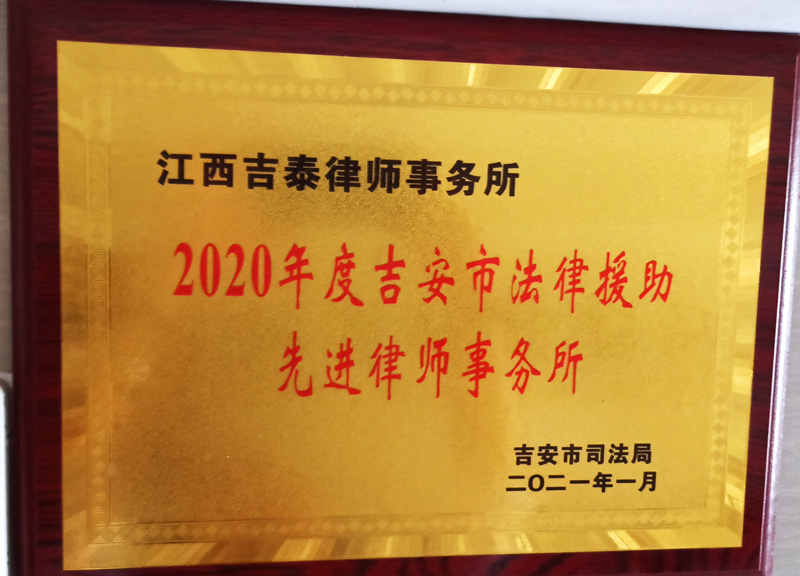 江西吉泰律师事务所
2020年度吉安市法律援助
先进律师事务所
吉安市司法局
二〇二一年一月